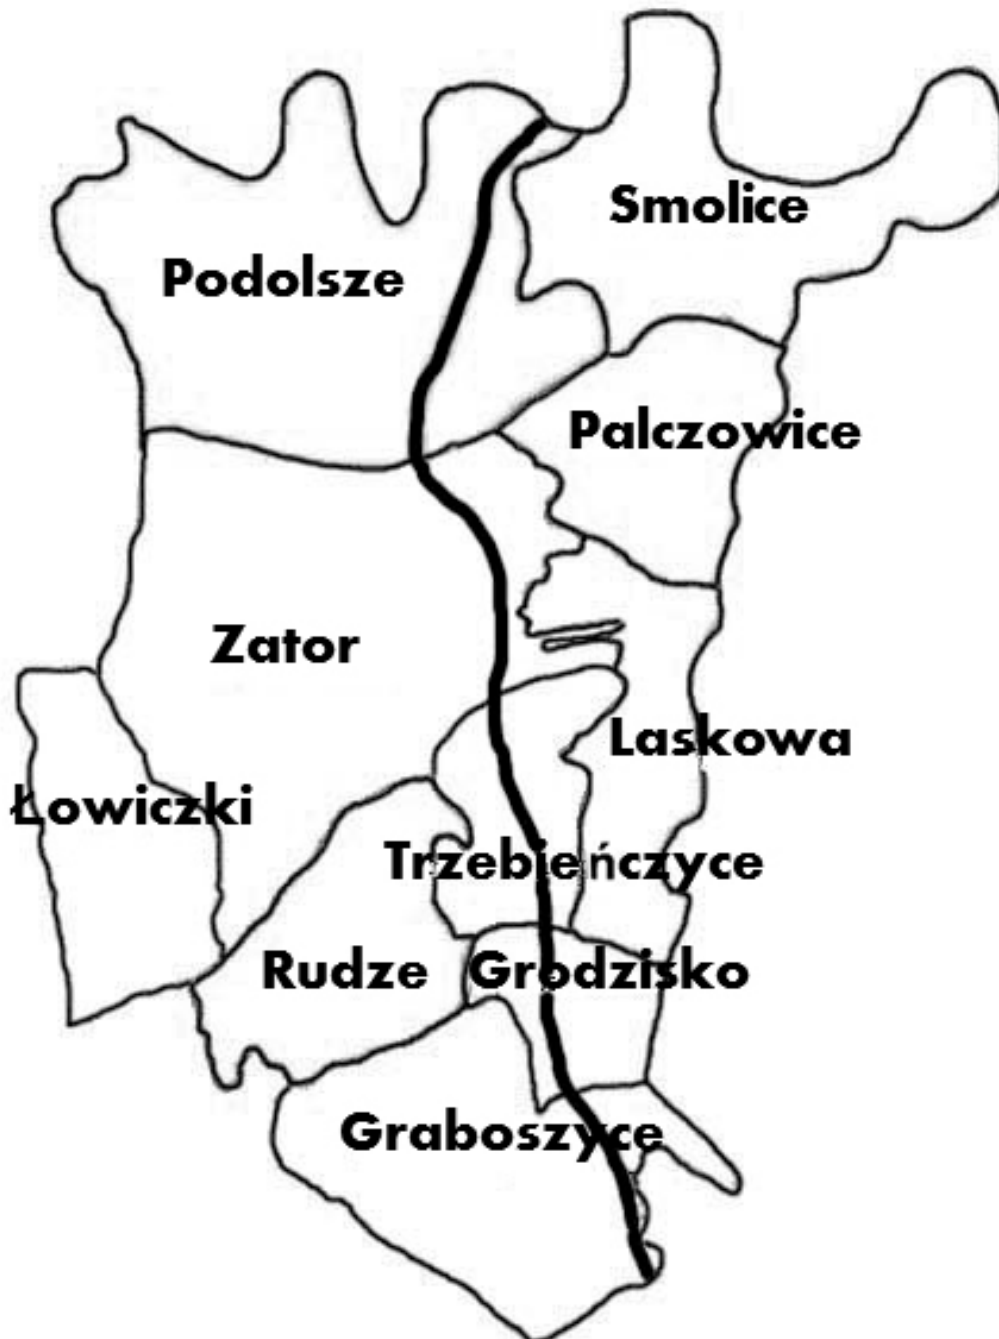 Smolice
Podolsze
Palczowice
Zator
Laskowa
Łowiczki
Trzebieńczyce
Rudze
Grodzisko
Graboszyce